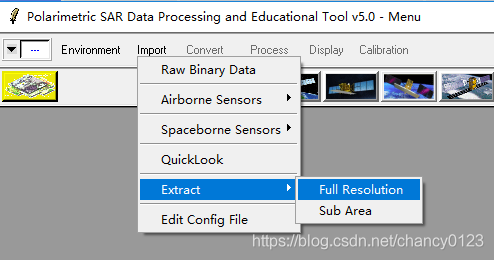 Polarimetric SAR Data Processing and Educational Tool v5.0 - Menu
... Environment Import Convert Process Display Calibration
Raw Binary Data
Airborne Sensors
Spaceborne Sensors
QuickLook
Extract Full Resolution
Sub Area
Edit Config File
https://blog.csdn.net/chancy0123